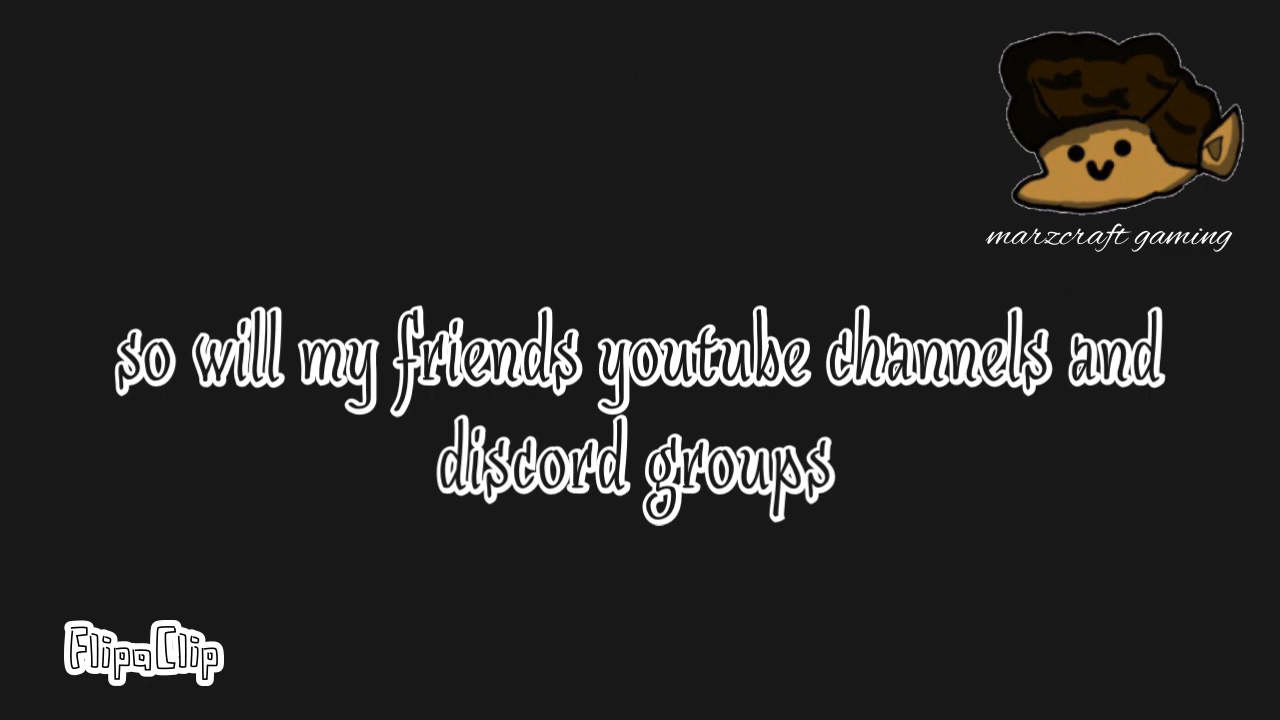 marzcraft gaming
so will my friends youtube channels and
discord groups
FlipaClip